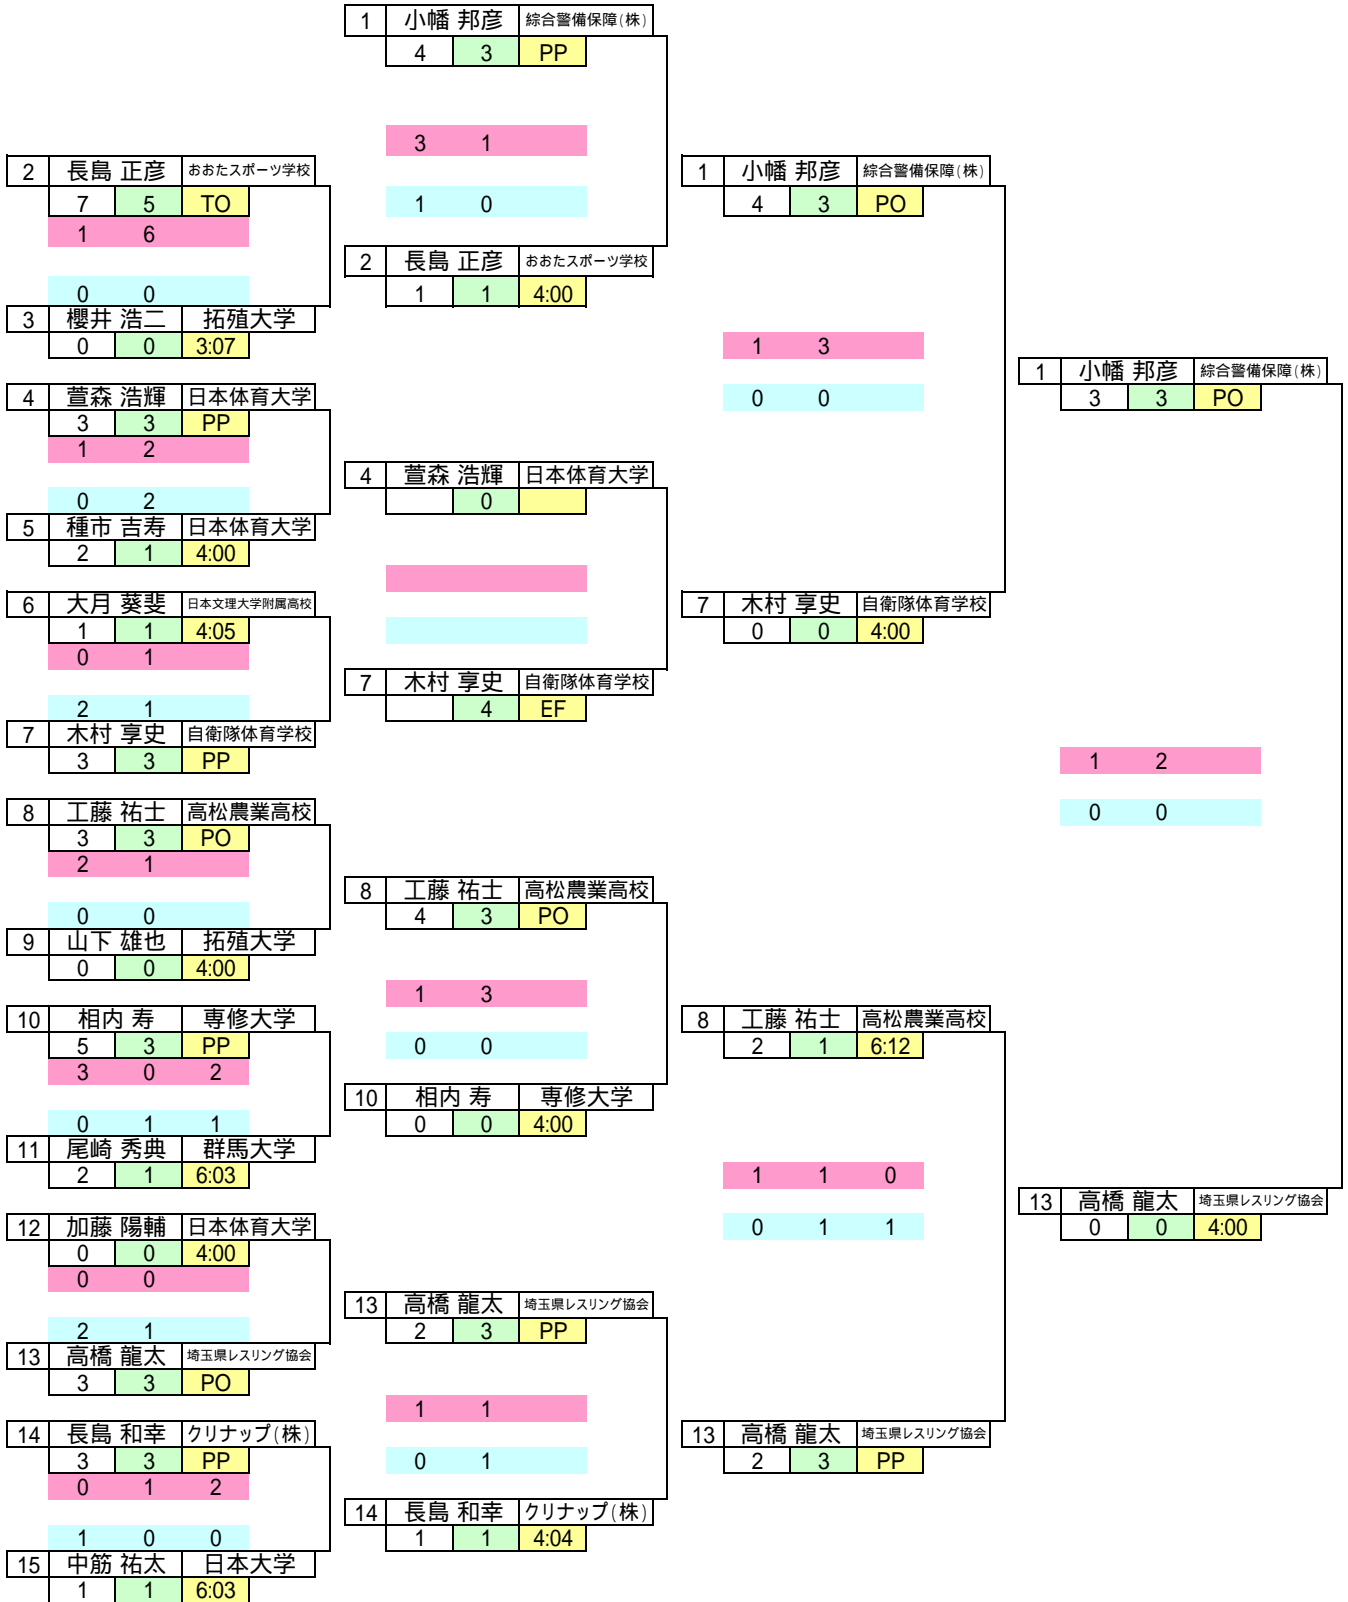 1 小幡 邦彦 綜合警備保障(株)
4 3 PP
3 1
1 0
2 長島 正彦 おおたスポーツ学校
1 1 4:00
2 長島 正彦 おおたスポーツ学校
7 5 TO
1 6
0 0
3 櫻井 浩二 拓殖大学
0 0 3:07
4 萱森 浩輝 日本体育大学
3 3 PP
1 2
0 2
5 種市 吉寿 日本体育大学
2 1 4:00
6 大月 葵斐 日本文理大学附属高校
1 1 4:05
0 1
2 1
7 木村 享史 自衛隊体育学校
3 3 PP
8 工藤 祐士 高松農業高校
3 3 PO
2 1
0 0
9 山下 雄也 拓殖大学
0 0 4:00
10 相内 寿 専修大学
5 3 PP
3 0 2
0 1 1
11 尾崎 秀典 群馬大学
2 1 6:03
12 加藤 陽輔 日本体育大学
0 0 4:00
0 0
2 1
13 高橋 龍太 埼玉県レスリング協会
3 3 PO
14 長島 和幸 クリナップ(株)
3 3 PP
0 1 2
1 0 0
15 中筋 祐太 日本大学
1 1 6:03
4 萱森 浩輝 日本体育大学
0
7 木村 享史 自衛隊体育学校
4 EF
8 工藤 祐士 高松農業高校
4 3 PO
1 3
0 0
10 相内 寿 専修大学
0 0 4:00
13 高橋 龍太 埼玉県レスリング協会
2 3 PP
1 1
0 1
14 長島 和幸 クリナップ(株)
1 1 4:04
1 小幡 邦彦 綜合警備保障(株)
4 3 PO
1 3
0 0
7 木村 享史 自衛隊体育学校
0 0 4:00
8 工藤 祐士 高松農業高校
2 1 6:12
1 1 0
0 1 1
13 高橋 龍太 埼玉県レスリング協会
2 3 PP
1 小幡 邦彦 綜合警備保障(株)
3 3 PO
1 2
0 0
13 高橋 龍太 埼玉県レスリング協会
0 0 4:00